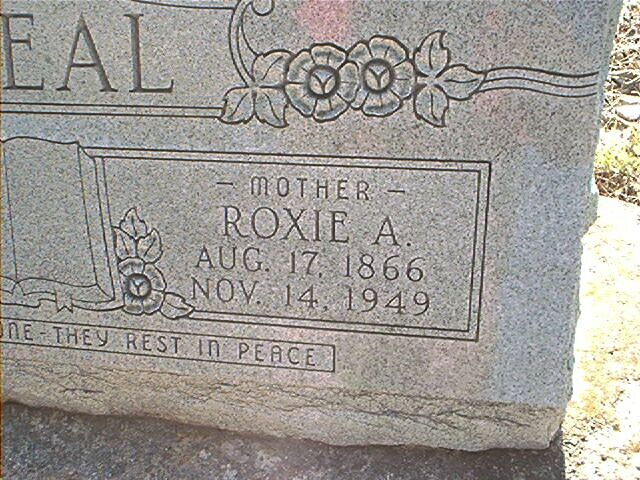 EAL
- MOTHER -
ROXIE A.
AUG. 17, 1866
NOV. 14, 1949
ONE - THEY REST IN PEACE